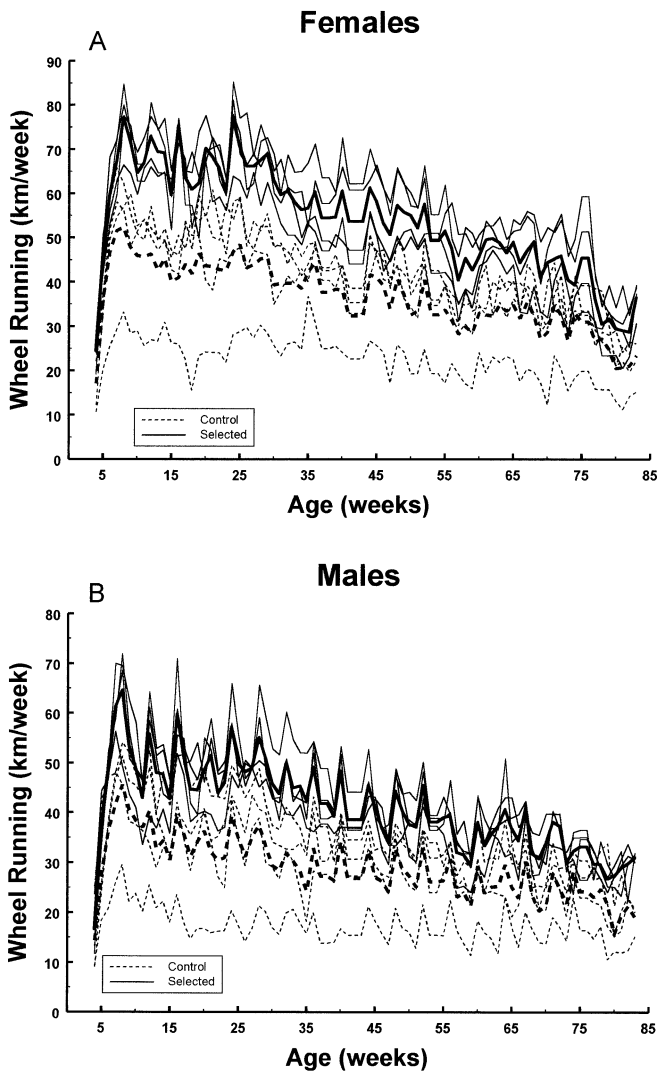 Females
A
Wheel Running (km/week)
90
80
70
60
50
40
30
20
10
0
Control
Selected
5 15 25 35 45 55 65 75 85
Age (weeks)
Males
B
Wheel Running (km/week)
80
70
60
50
40
30
20
10
0
Control
Selected
5 15 25 35 45 55 65 75 85
Age (weeks)